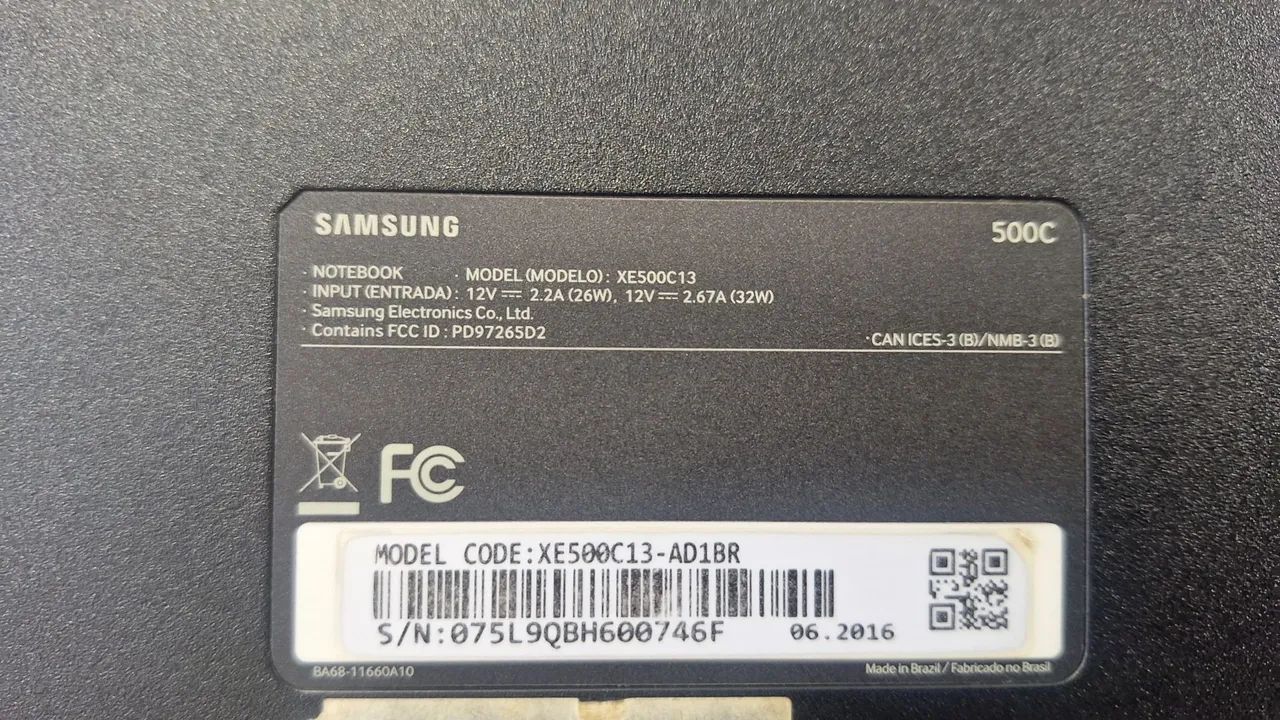 SAMSUNG
500C
· NOTEBOOK · MODEL (MODELO) : XE500C13
· INPUT (ENTRADA) : 12V⎓ 2.2A (26W), 12V⎓ 2.67A (32W)
· Samsung Electronics Co., Ltd.
· Contains FCC ID : PD97265D2
·CAN ICES-3 (B)/NMB-3 (B)
FC
MODEL CODE:XE500C13-AD1BR
S/N:075L9QBH600746F
06.2016
BA68-11660A10
Made in Brazil / Fabricado no Brasil